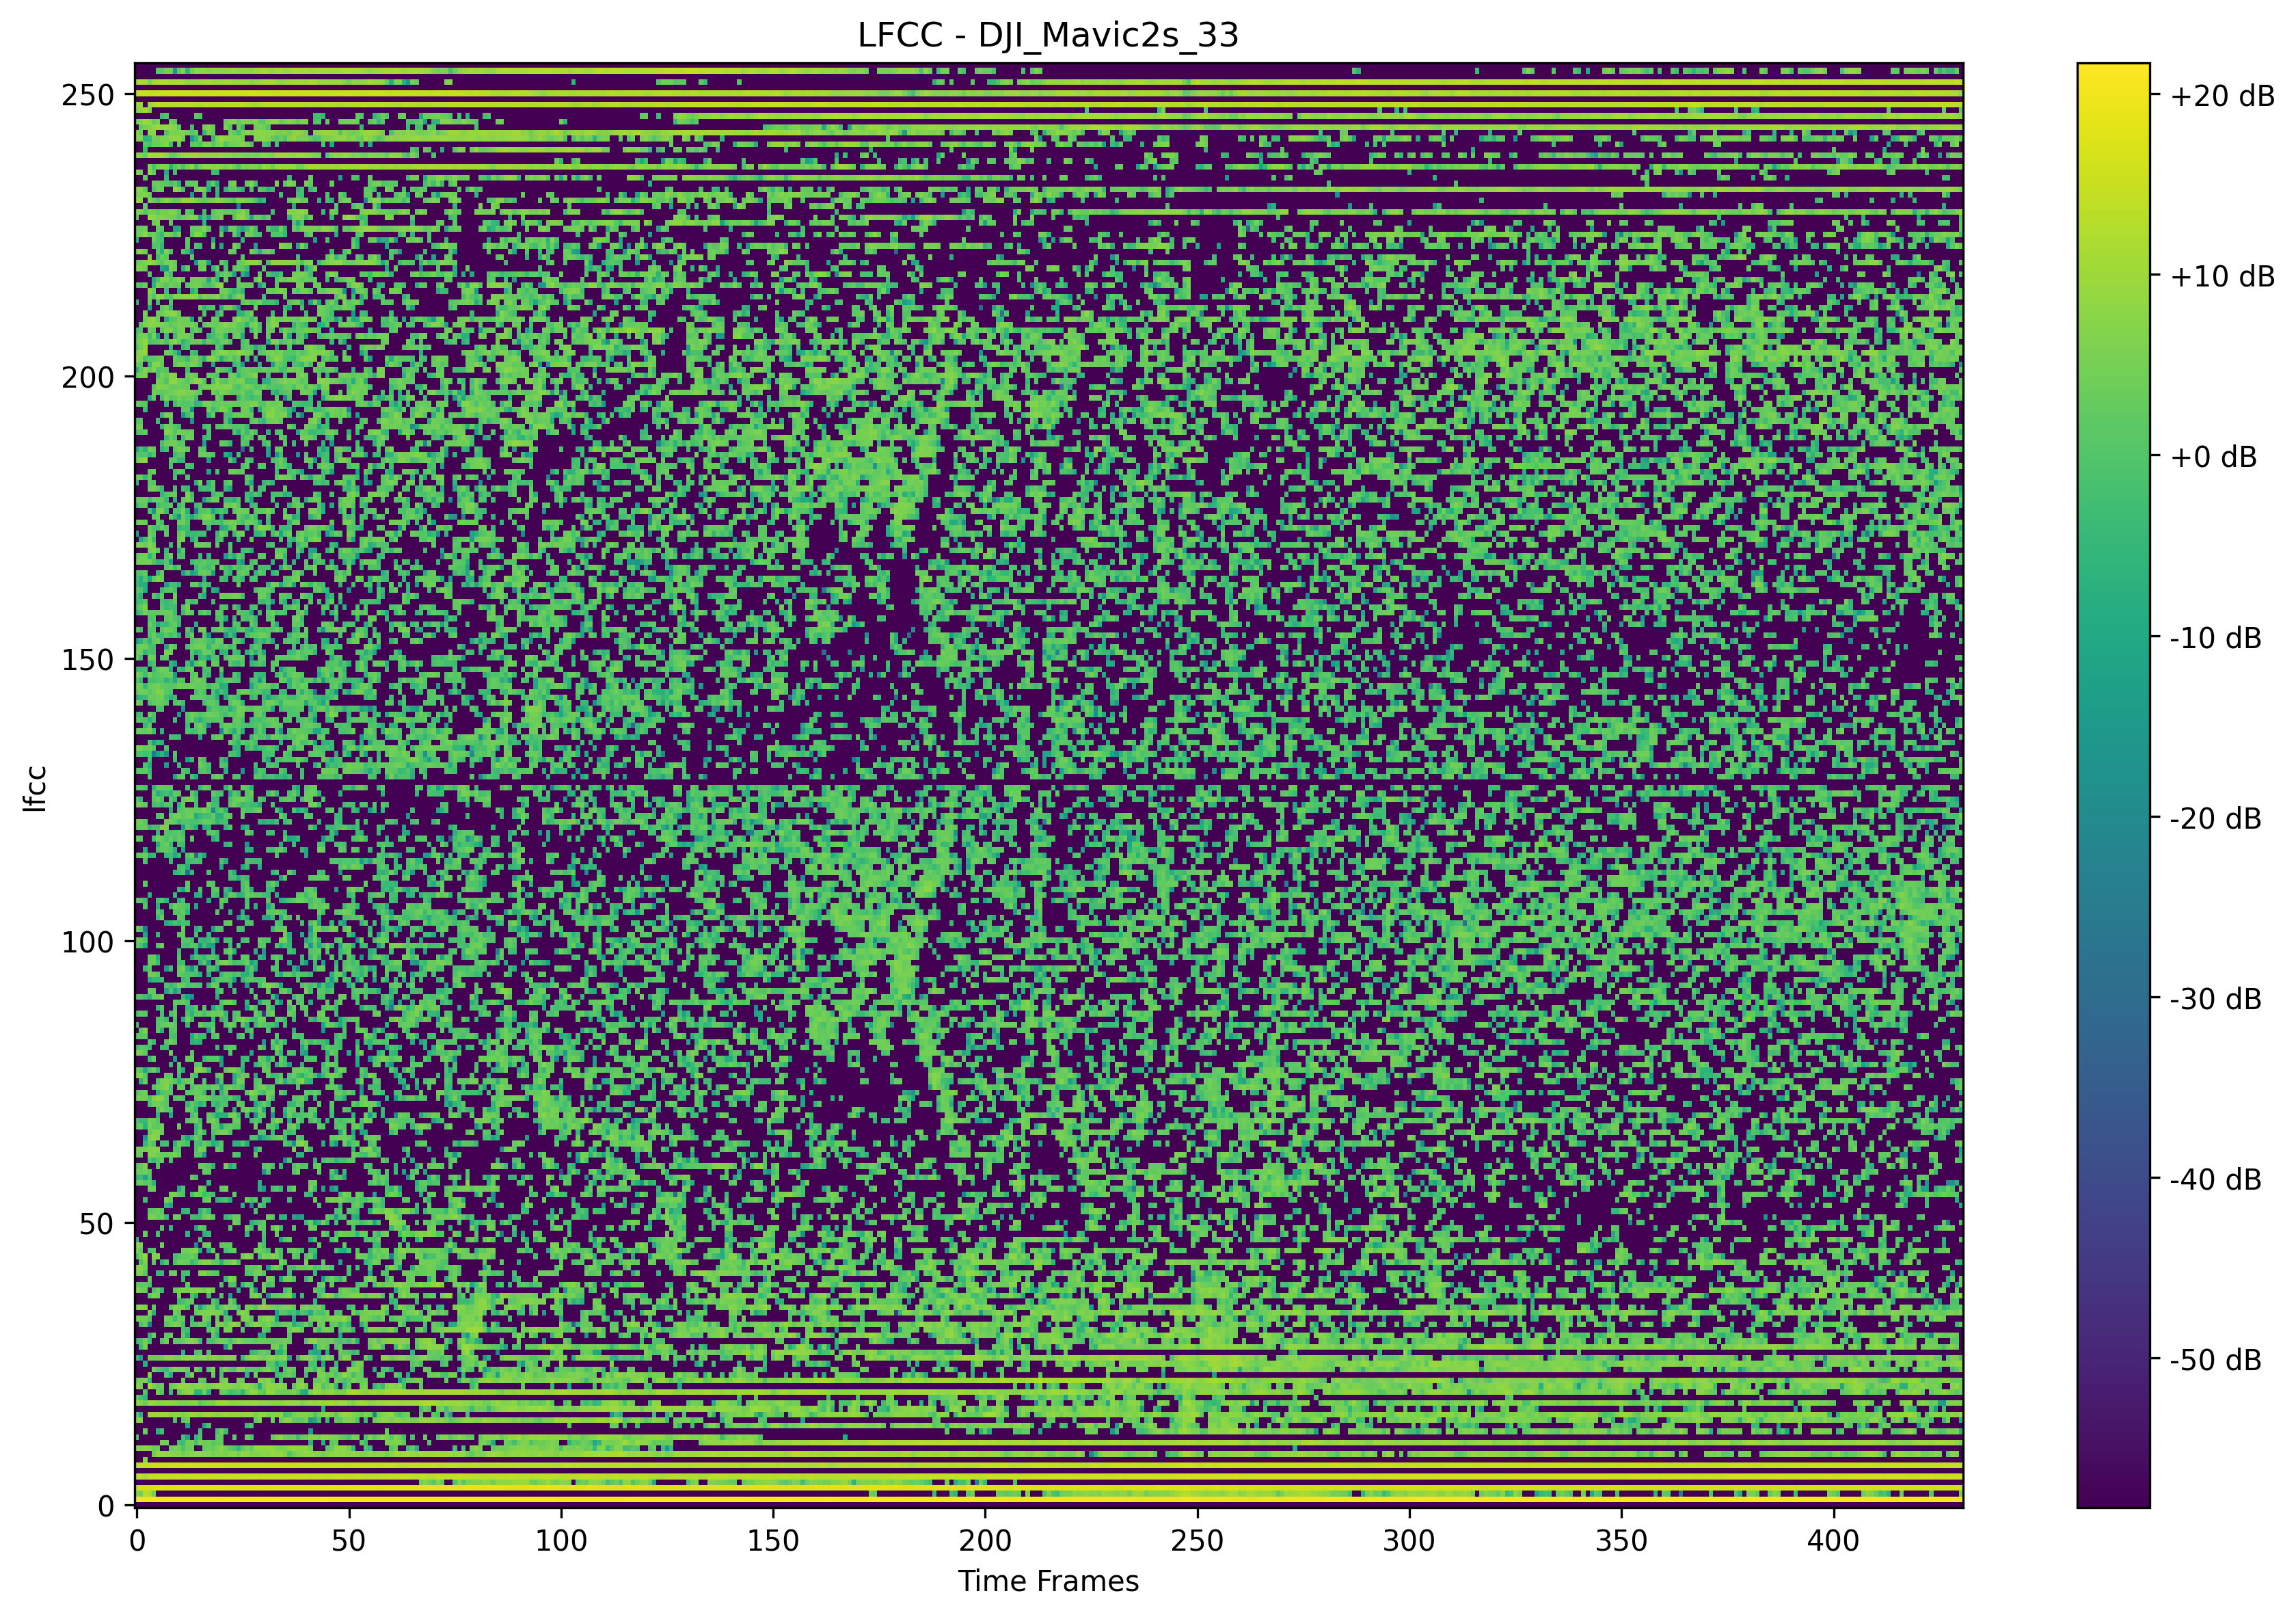 LFCC - DJI_Mavic2s_33
250
200
150
100
50
0
lfcc
0 50 100 150 200 250 300 350 400
Time Frames
+20 dB
+10 dB
+0 dB
-10 dB
-20 dB
-30 dB
-40 dB
-50 dB